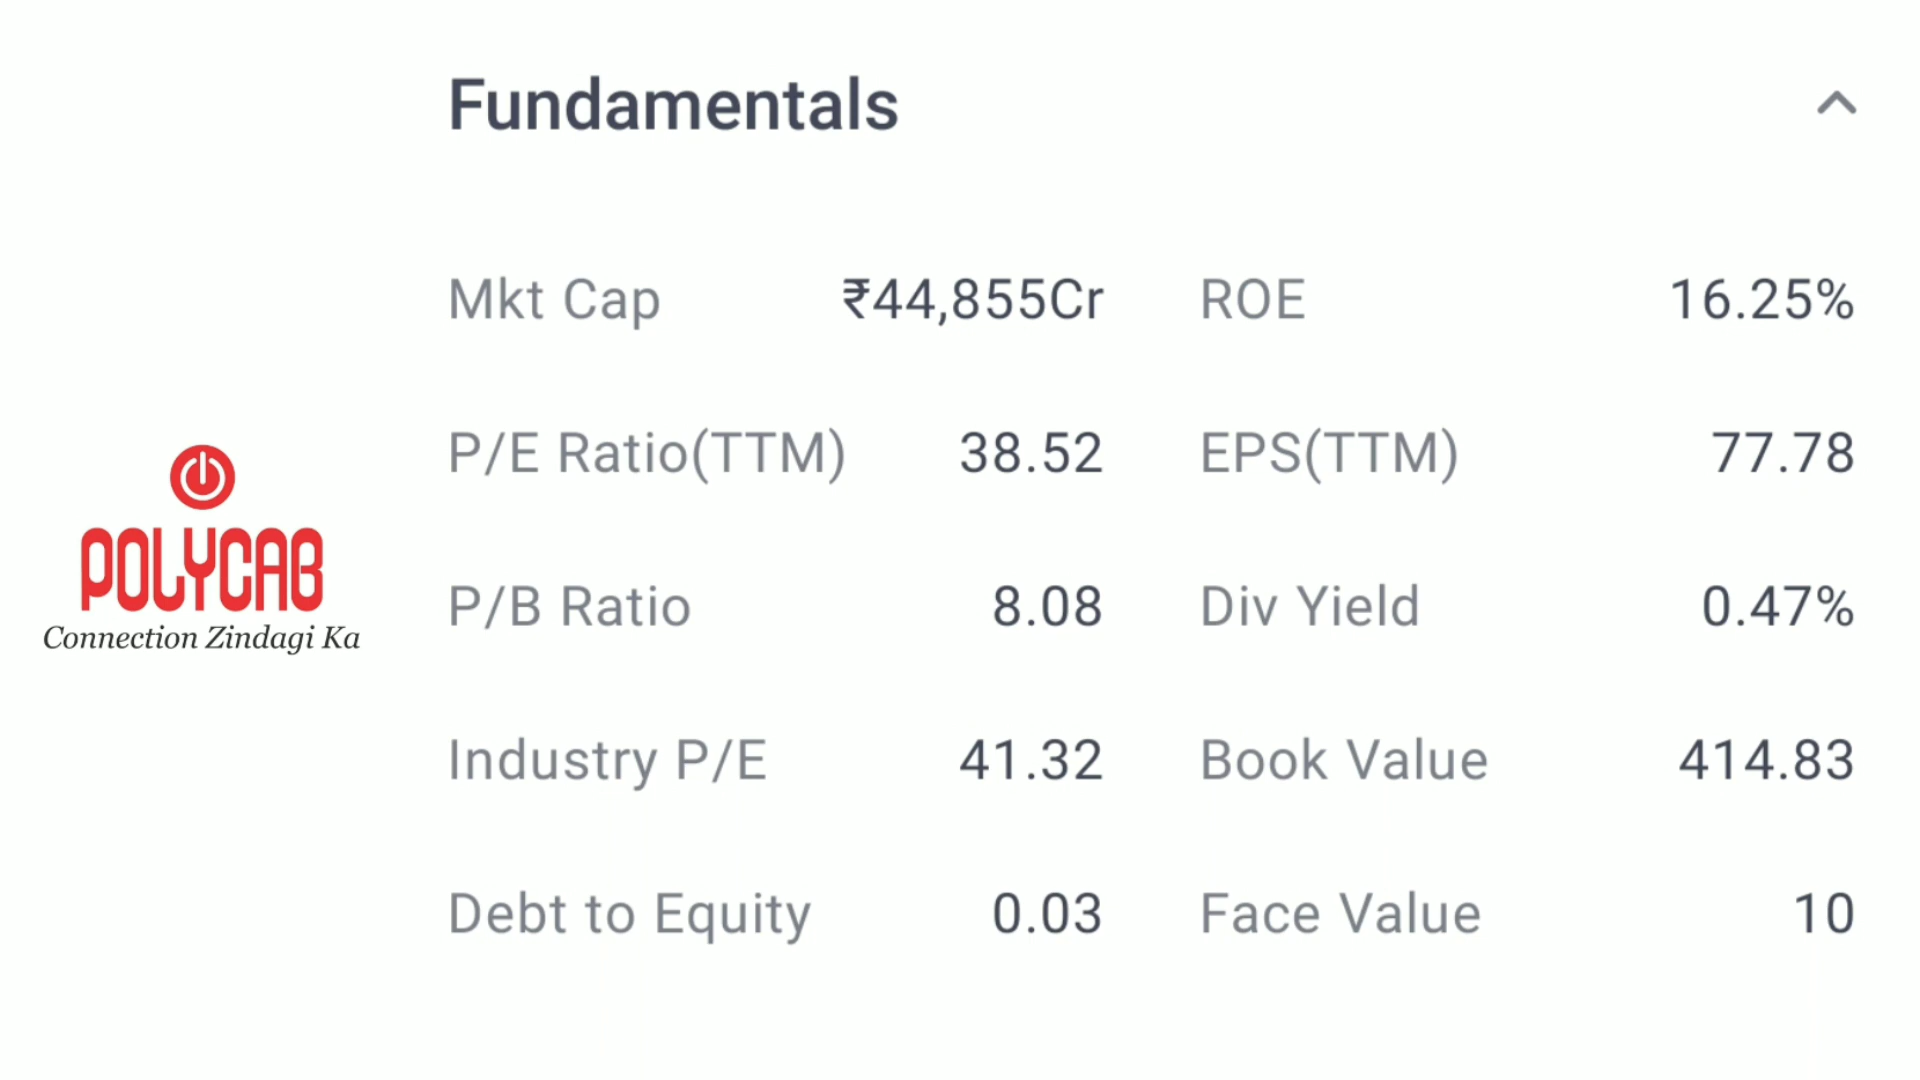 Fundamentals
Mkt Cap ₹44,855Cr ROE 16.25%
P/E Ratio(TTM) 38.52 EPS(TTM) 77.78
P/B Ratio 8.08 Div Yield 0.47%
Industry P/E 41.32 Book Value 414.83
Debt to Equity 0.03 Face Value 10
POLYCAB
Connection Zindagi Ka